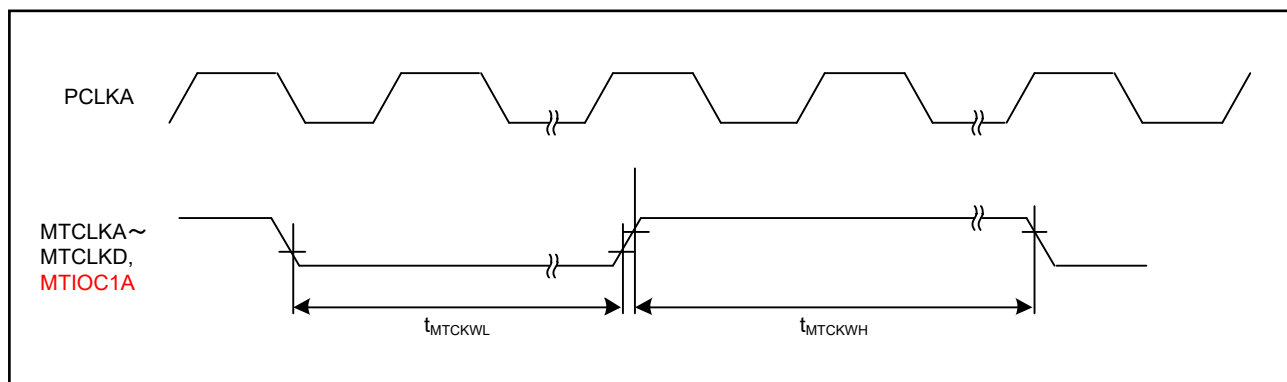 PCLKA
MTCLKA～
MTCLKD,
MTIOC1A
tMTCKWL
tMTCKWH